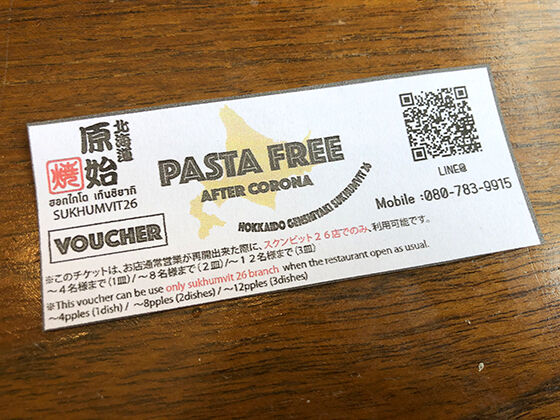 北海道
原始
焼
ฮอกไกโด เก็นชิยากิ
SUKHUMVIT26
VOUCHER
PASTA FREE
AFTER CORONA
HOKKAIDO GENSHIYAKI SUKHUMVIT 26
LINE@
Mobile :080-783-9915
※このチケットは、お店通常営業が再開出来た際に、スクンビット26店でのみ、利用可能です。
～4名様まで(1皿)/～8名様まで(2皿)/～12名様まで(3皿)
※This voucher can be use only sukhumvit 26 branch when the restaurant open as usual.
～4pples (1dish) / ～8pples (2dishes) / ～12pples (3dishes)